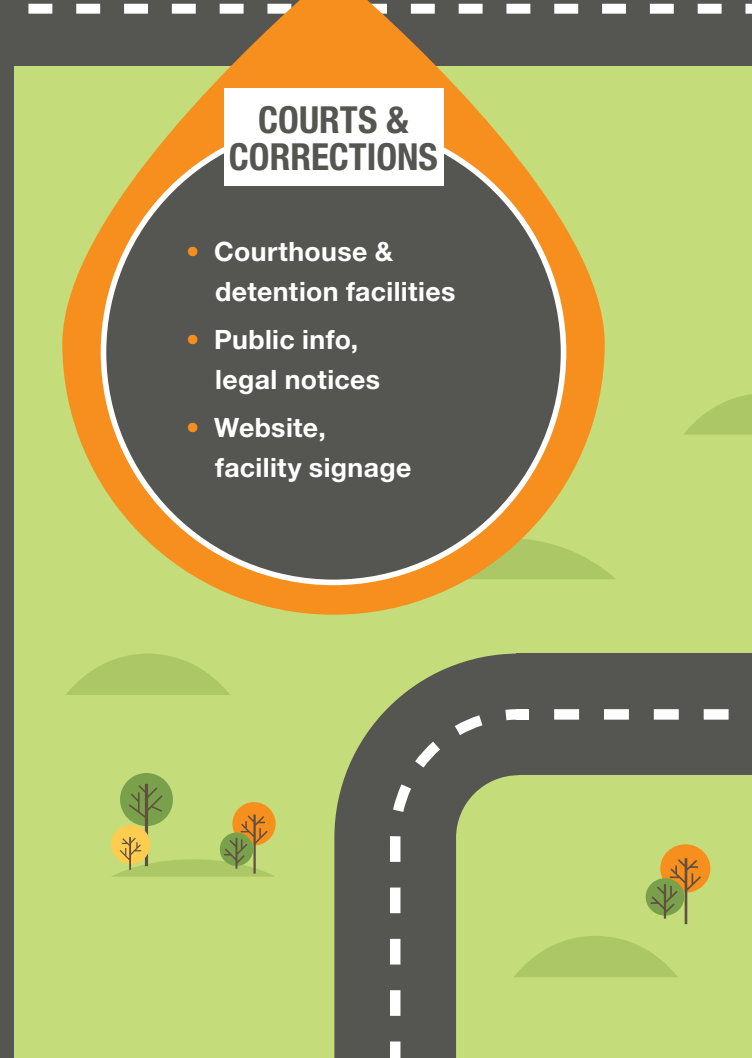 COURTS &
CORRECTIONS
• Courthouse &
detention facilities
• Public info,
legal notices
• Website,
facility signage